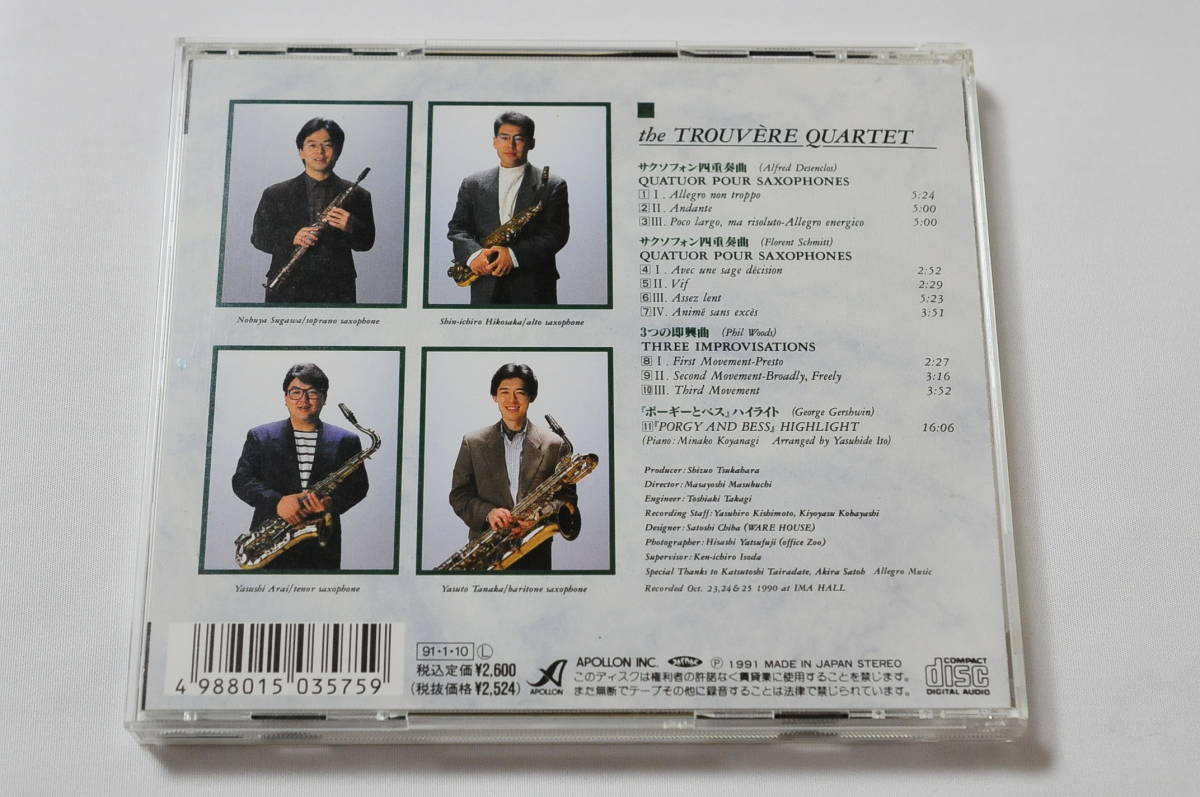 the TROUVÈRE QUARTET
サクソフォン四重奏曲 (Alfred Desenclos)
QUATUOR POUR SAXOPHONES
1 I. Allegro non troppo 5:24
2 II. Andante 5:00
3 III. Poco largo, ma risoluto-Allegro energico 5:00
サクソフォン四重奏曲 (Florent Schmitt)
QUATUOR POUR SAXOPHONES
4 I. Avec une sage décision 2:52
5 II. Vif 2:29
6 III. Assez lent 5:23
7 IV. Animé sans excès 3:51
3つの即興曲 (Phil Woods)
THREE IMPROVISATIONS
8 I. First Movement-Presto 2:27
9 II. Second Movement-Broadly, Freely 3:16
10 III. Third Movement 3:52
『ポーギーとベス』ハイライト (George Gershwin)
11 『PORGY AND BESS』 HIGHLIGHT 16:06
(Piano: Minako Koyanagi Arranged by Yasuhide Ito)
Producer: Shizuo Tsukahara
Director: Masayoshi Masubuchi
Engineer: Toshiaki Takagi
Recording Staff: Yasuhiro Kishimoto, Kiyoyasu Kobayashi
Designer: Satoshi Chiba (WARE HOUSE)
Photographer: Hisashi Yatsufuji (office Zoo)
Supervisor: Ken-ichiro Isoda
Special Thanks to Katsutoshi Tairadate, Akira Satoh Allegro Music
Recorded Oct. 23,24&25 1990 at IMA HALL
Nobuya Sugawa/soprano saxophone
Shin-ichiro Hikosaka/alto saxophone
Yasushi Arai/tenor saxophone
Yasuto Tanaka/baritone saxophone
4 988015 035759
91・1・10 Ⓛ
税込定価¥2,600
(税抜価格¥2,524)
APOLLON
APOLLON INC. ℗ 1991 MADE IN JAPAN STEREO
このディスクは権利者の許諾なく賃貸業に使用することを禁じます。
また無断でテープその他に録音することは法律で禁じられています。
COMPACT
disc
DIGITAL AUDIO